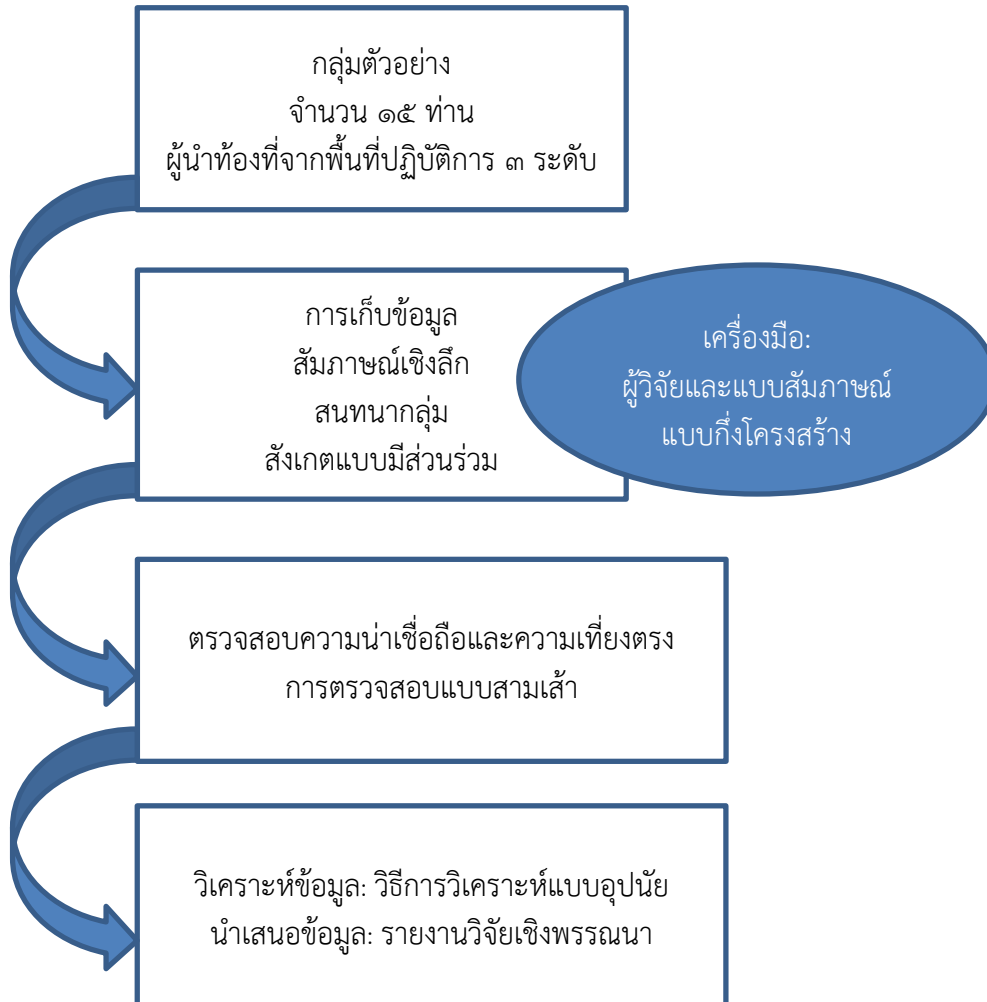 กลุ่มตัวอย่าง
จำนวน ๑๕ ท่าน
ผู้นำท้องที่จากพื้นที่ปฏิบัติการ ๓ ระดับ
การเก็บข้อมูล
สัมภาษณ์เชิงลึก
สนทนากลุ่ม
สังเกตแบบมีส่วนร่วม
เครื่องมือ:
ผู้วิจัยและแบบสัมภาษณ์
แบบกึ่งโครงสร้าง
ตรวจสอบความน่าเชื่อถือและความเที่ยงตรง
การตรวจสอบแบบสามเส้า
วิเคราะห์ข้อมูล: วิธีการวิเคราะห์แบบอุปนัย
นำเสนอข้อมูล: รายงานวิจัยเชิงพรรณนา